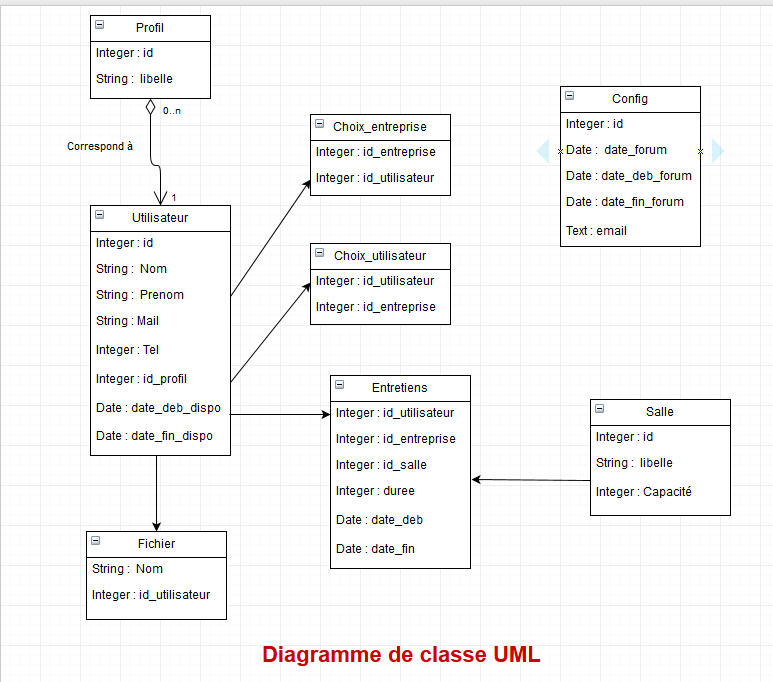 Profil
Integer : id
String : libelle
0..n
Correspond à
1
Utilisateur
Integer : id
String : Nom
String : Prenom
String : Mail
Integer : Tel
Integer : id_profil
Date : date_deb_dispo
Date : date_fin_dispo
Choix_entreprise
Integer : id_entreprise
Integer : id_utilisateur
Choix_utilisateur
Integer : id_utilisateur
Integer : id_entreprise
Config
Integer : id
Date : date_forum
Date : date_deb_forum
Date : date_fin_forum
Text : email
Entretiens
Integer : id_utilisateur
Integer : id_entreprise
Integer : id_salle
Integer : duree
Date : date_deb
Date : date_fin
Salle
Integer : id
String : libelle
Integer : Capacité
Fichier
String : Nom
Integer : id_utilisateur
Diagramme de classe UML